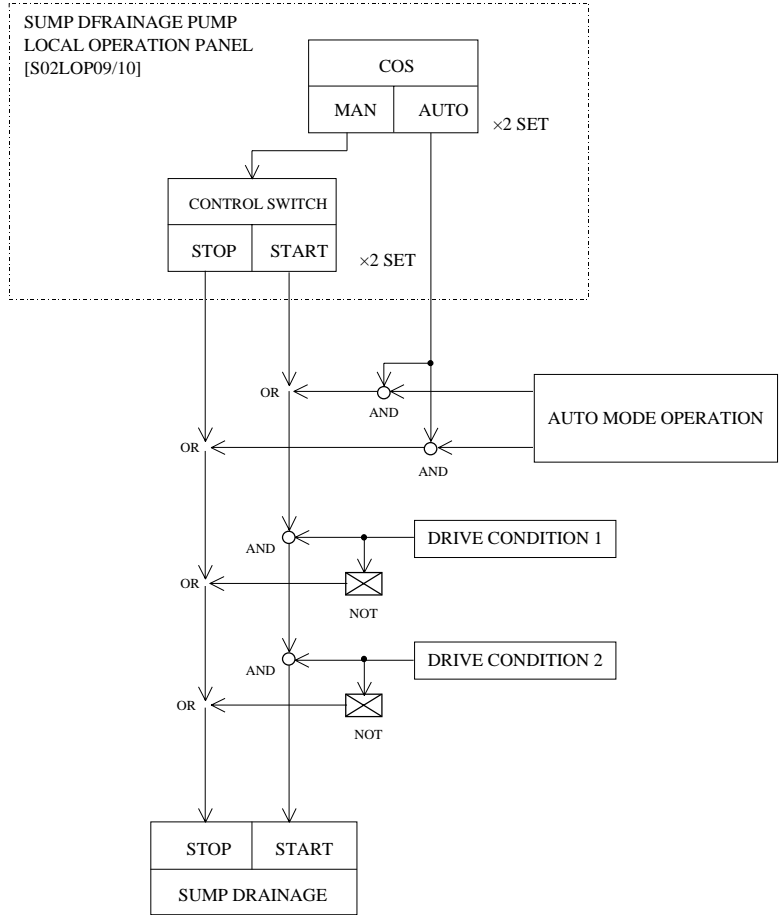 SUMP DFRAINAGE PUMP
LOCAL OPERATION PANEL
[S02LOP09/10]
COS
MAN AUTO
×2 SET
CONTROL SWITCH
STOP START
×2 SET
OR
AND
AUTO MODE OPERATION
OR
AND
AND
DRIVE CONDITION 1
OR
NOT
AND
DRIVE CONDITION 2
OR
NOT
STOP START
SUMP DRAINAGE